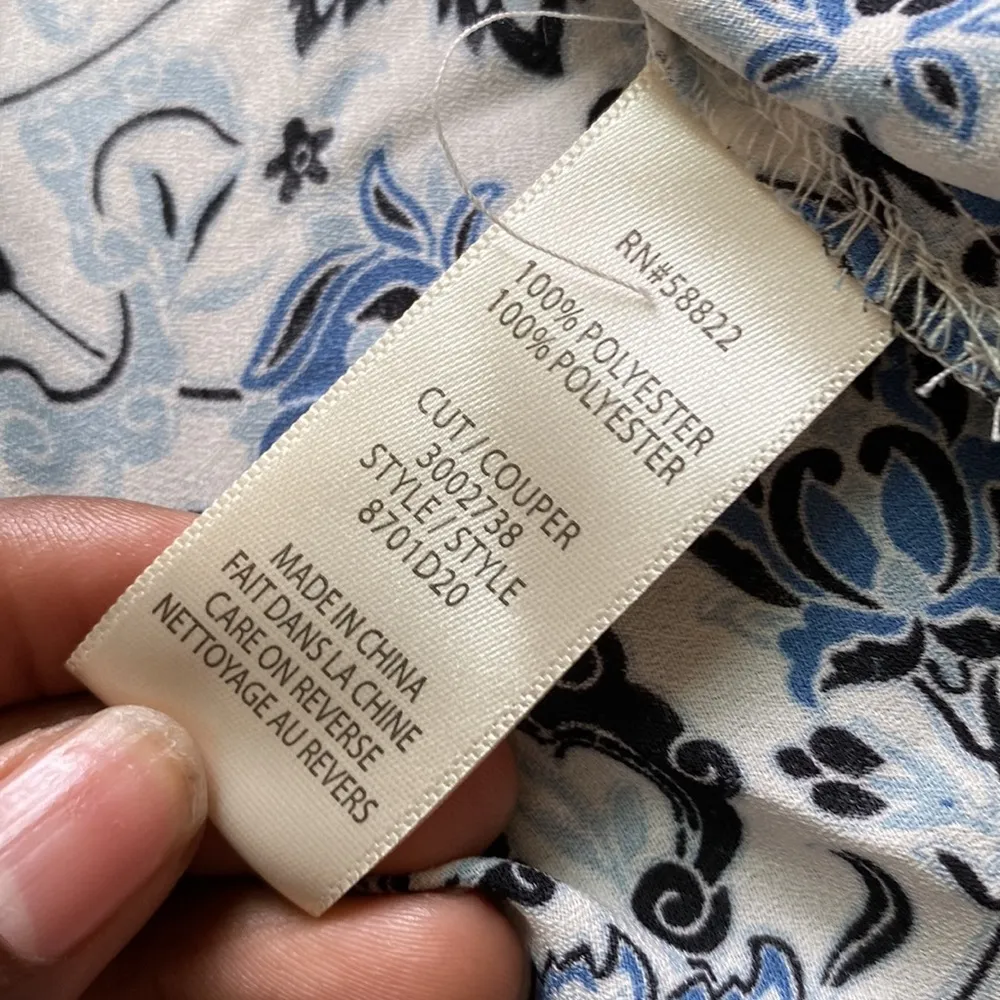 RN#58822
100% POLYESTER
100% POLYESTER
CUT / COUPER
3002738
STYLE / STYLE
8701D20
MADE IN CHINA
FAIT DANS LA CHINE
CARE ON REVERSE
NETTOYAGE AU REVERS